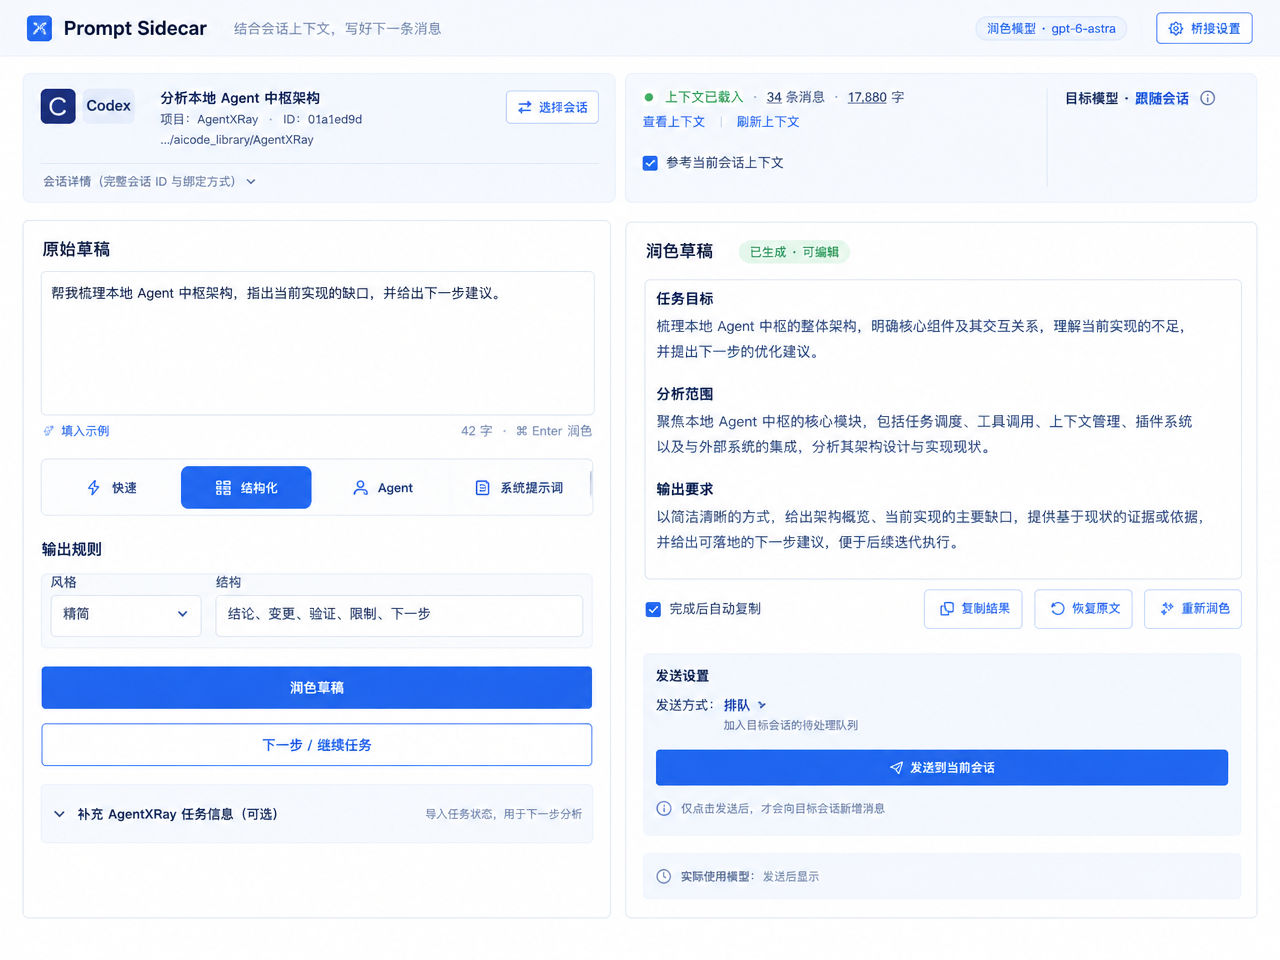 Prompt Sidecar
结合会话上下文，写好下一条消息
润色模型 · gpt-6-astra
桥接设置
C Codex
分析本地 Agent 中枢架构
项目： AgentXRay · ID： 01a1ed9d
.../aicode_library/AgentXRay
选择会话
会话详情（完整会话 ID 与绑定方式）
上下文已载入 · 34 条消息 · 17,880 字
查看上下文 | 刷新上下文
参考当前会话上下文
目标模型 · 跟随会话
原始草稿
帮我梳理本地 Agent 中枢架构，指出当前实现的缺口，并给出下一步建议。
填入示例
42 字 · ⌘ Enter 润色
快速
结构化
Agent
系统提示词
输出规则
风格
结构
精简
结论、变更、验证、限制、下一步
润色草稿
下一步 / 继续任务
补充 AgentXRay 任务信息（可选）
导入任务状态，用于下一步分析
润色草稿
已生成 · 可编辑
任务目标
梳理本地 Agent 中枢的整体架构，明确核心组件及其交互关系，理解当前实现的不足，
并提出下一步的优化建议。
分析范围
聚焦本地 Agent 中枢的核心模块，包括任务调度、工具调用、上下文管理、插件系统
以及与外部系统的集成，分析其架构设计与实现现状。
输出要求
以简洁清晰的方式，给出架构概览、当前实现的主要缺口，提供基于现状的证据或依据，
并给出可落地的下一步建议，便于后续迭代执行。
完成后自动复制
复制结果
恢复原文
重新润色
发送设置
发送方式： 排队
加入目标会话的待处理队列
发送到当前会话
仅点击发送后，才会向目标会话新增消息
实际使用模型： 发送后显示